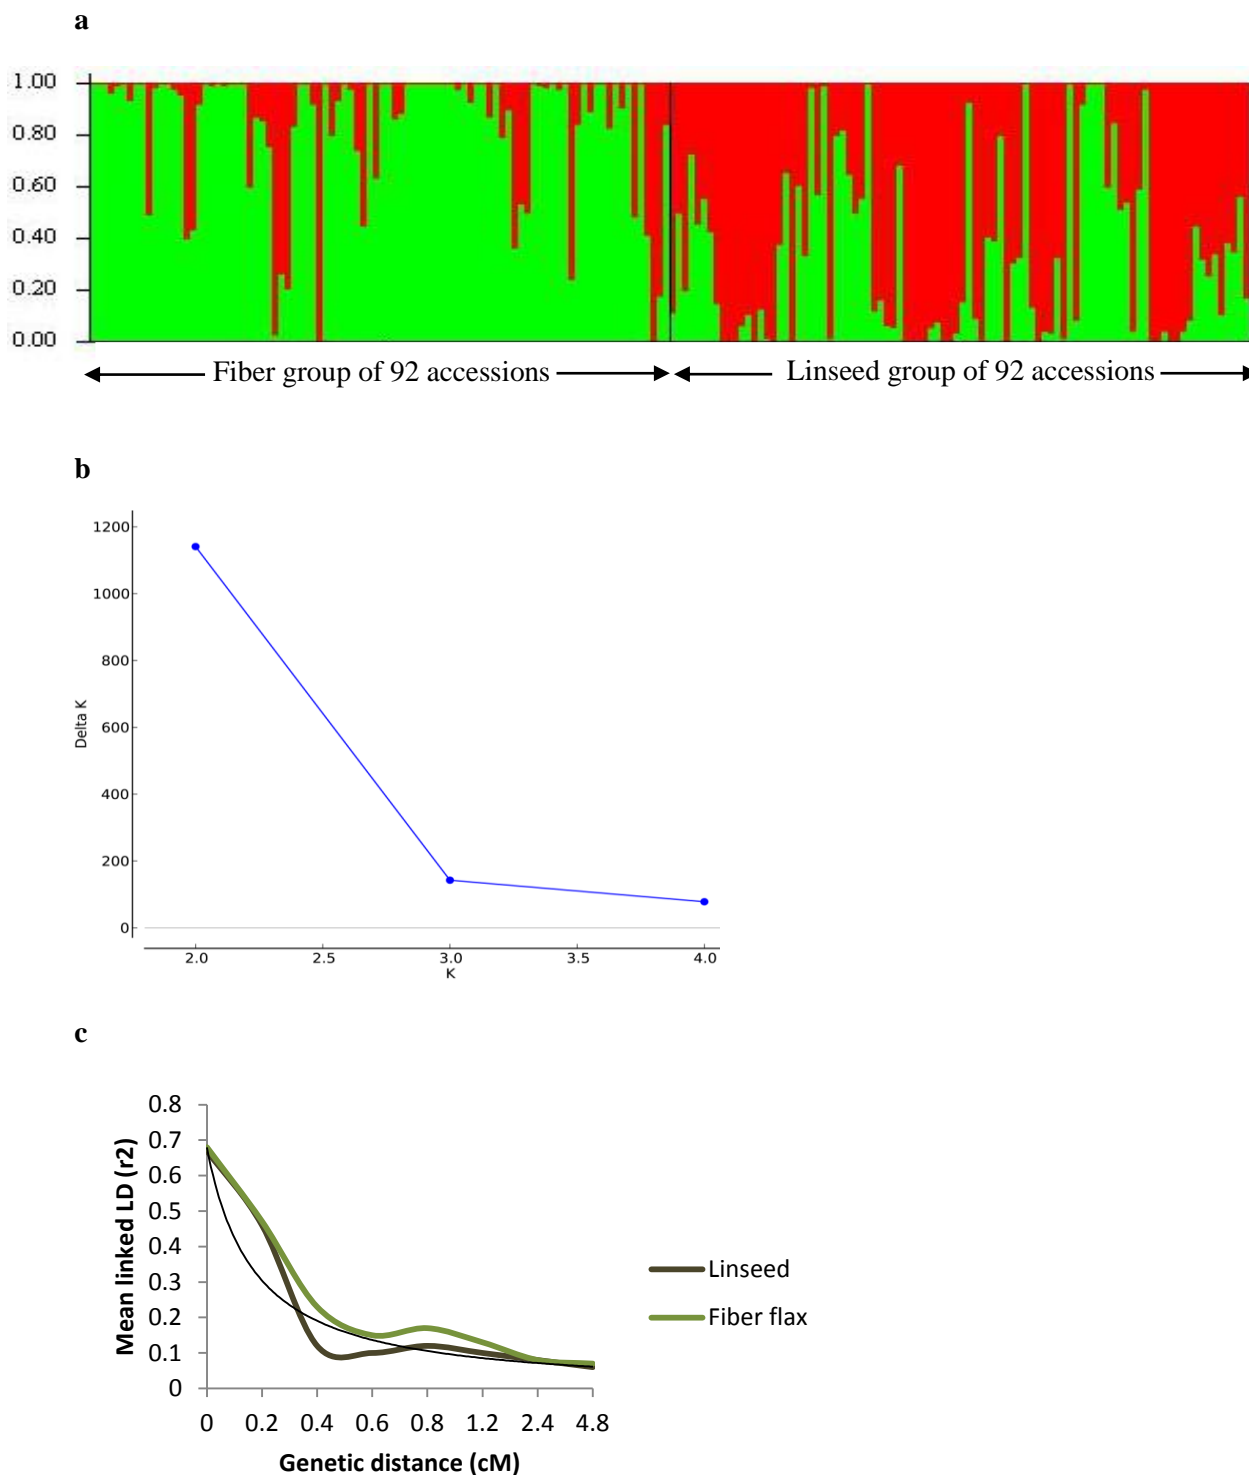 a
1.00
0.80
0.60
0.40
0.20
0.00
Fiber group of 92 accessions
Linseed group of 92 accessions
b
1200
1000
800
600
400
200
0
Delta K
2.0 2.5 3.0 3.5 4.0
K
c
0.8
0.7
0.6
0.5
0.4
0.3
0.2
0.1
0
Mean linked LD (r2)
0 0.2 0.4 0.6 0.8 1.2 2.4 4.8
Genetic distance (cM)
Linseed
Fiber flax